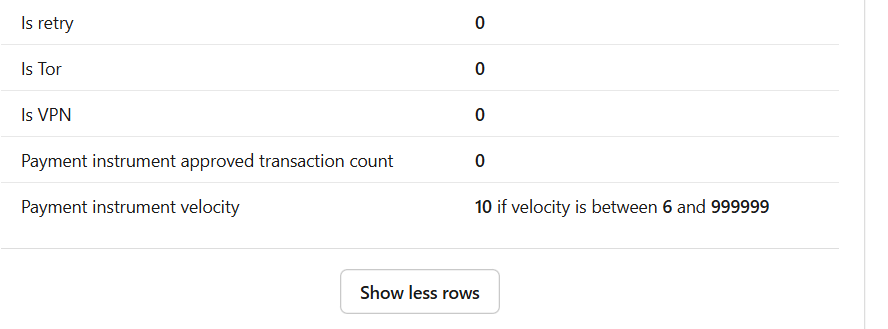 Is retry 0
Is Tor 0
Is VPN 0
Payment instrument approved transaction count 0
Payment instrument velocity 10 if velocity is between 6 and 999999
Show less rows